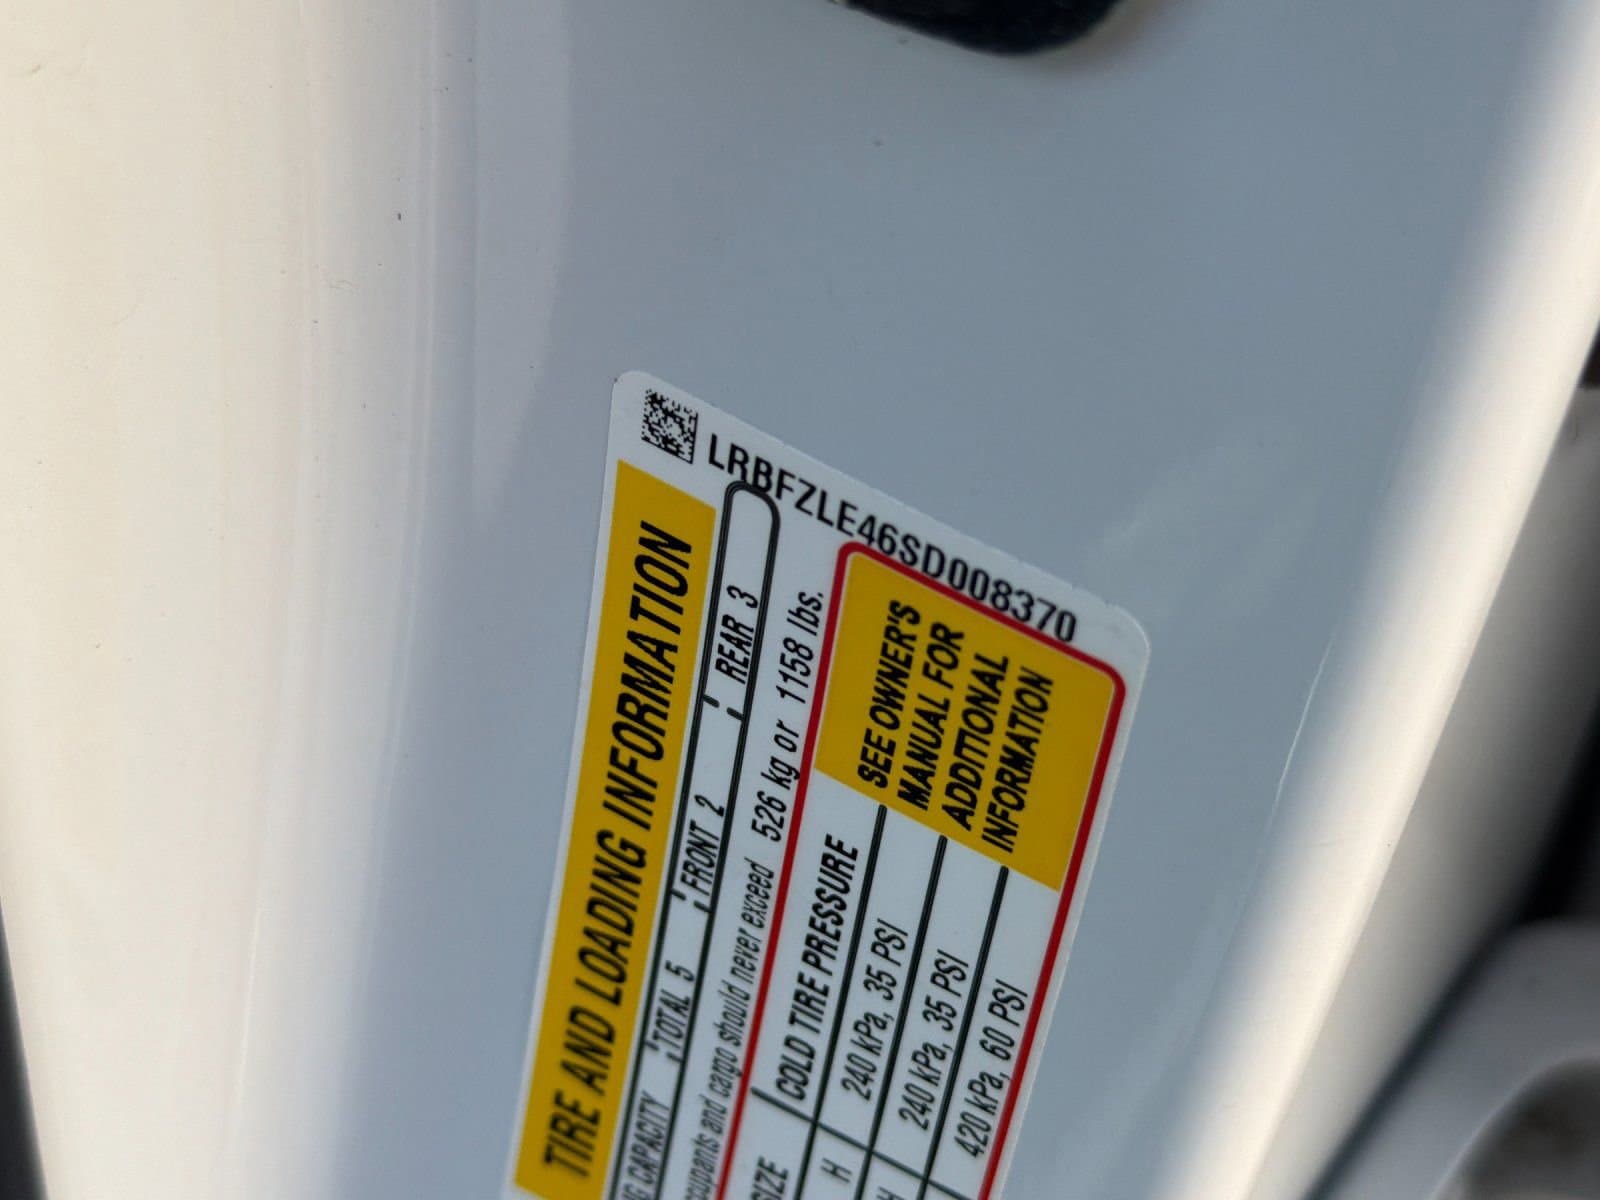 LRBFZLE46SD008370
TIRE AND LOADING INFORMATION
CAPACITY TOTAL 5 FRONT 2 REAR 3
and cargo should never exceed 526 kg or 1158 lbs.
SIZE COLD TIRE PRESSURE
H 240 kPa, 35 PSI
H 240 kPa, 35 PSI
420 kPa, 60 PSI
SEE OWNER'S
MANUAL FOR
ADDITIONAL
INFORMATION